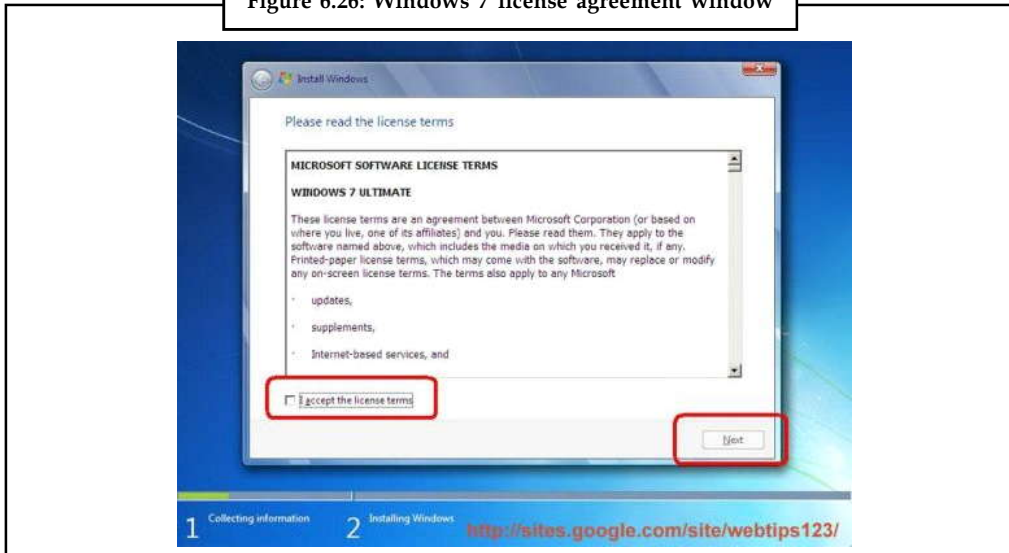 Figure 6.26: Windows 7 license agreement window
Install Windows
Please read the license terms
MICROSOFT SOFTWARE LICENSE TERMS
WINDOWS 7 ULTIMATE
These license terms are an agreement between Microsoft Corporation (or based on
where you live, one of its affiliates) and you. Please read them. They apply to the
software named above, which includes the media on which you received it, if any.
Printed-paper license terms, which may come with the software, may replace or modify
any on-screen license terms. The terms also apply to any Microsoft
· updates,
· supplements,
· Internet-based services, and
I accept the license terms
Next
1 Collecting information 2 Installing Windows
http://sites.google.com/site/webtips123/